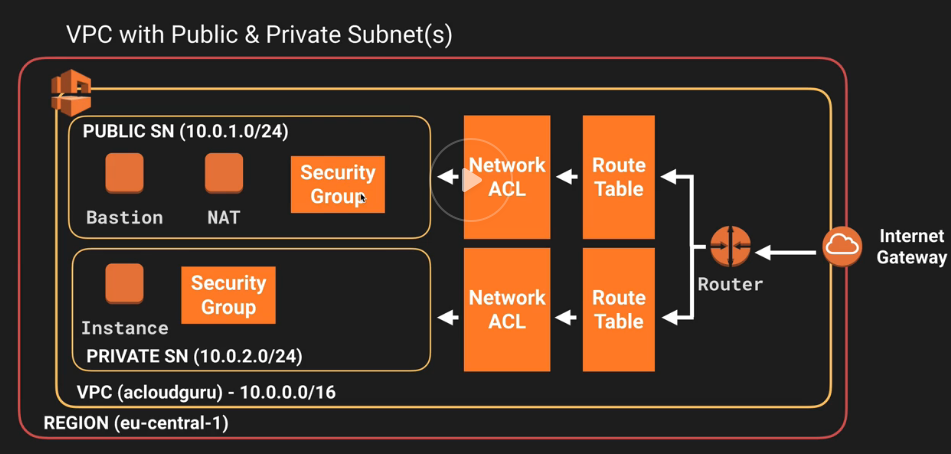 VPC with Public & Private Subnet(s)
PUBLIC SN (10.0.1.0/24)
Bastion
NAT
Security
Group
Network
ACL
Route
Table
Instance
Security
Group
PRIVATE SN (10.0.2.0/24)
Network
ACL
Route
Table
Router
Internet
Gateway
VPC (acloudguru) - 10.0.0.0/16
REGION (eu-central-1)